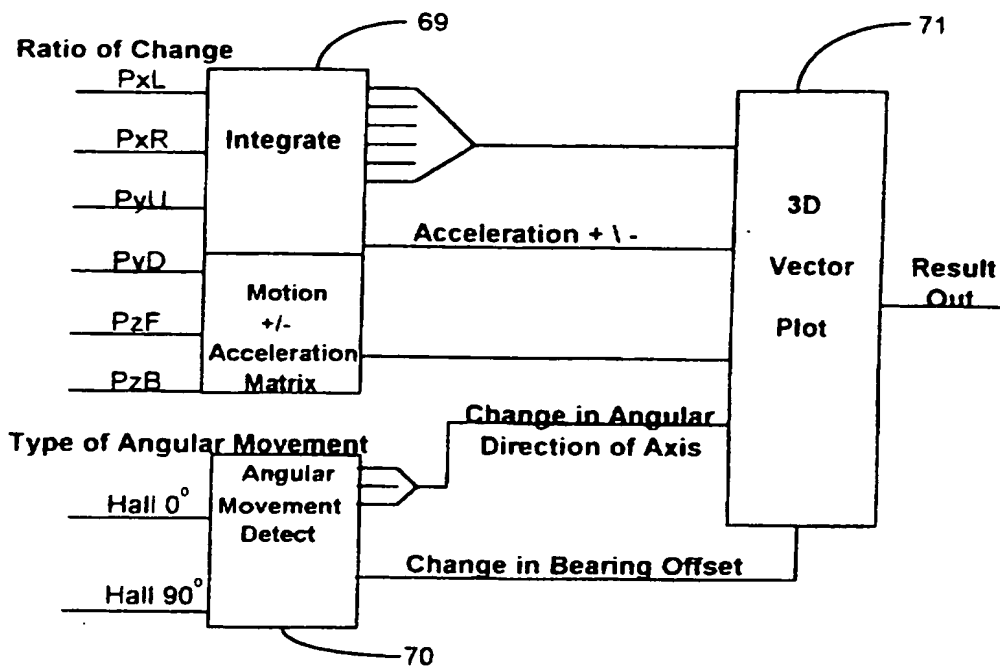 69
71
Ratio of Change
PxL
PxR
PyU
PyD
PzF
PzB
Integrate
Motion
+/-
Acceleration
Matrix
Acceleration + \ -
3D
Vector
Plot
Result
Out
Change in Angular
Direction of Axis
Type of Angular Movement
Hall 0°
Hall 90°
Angular
Movement
Detect
Change in Bearing Offset
70